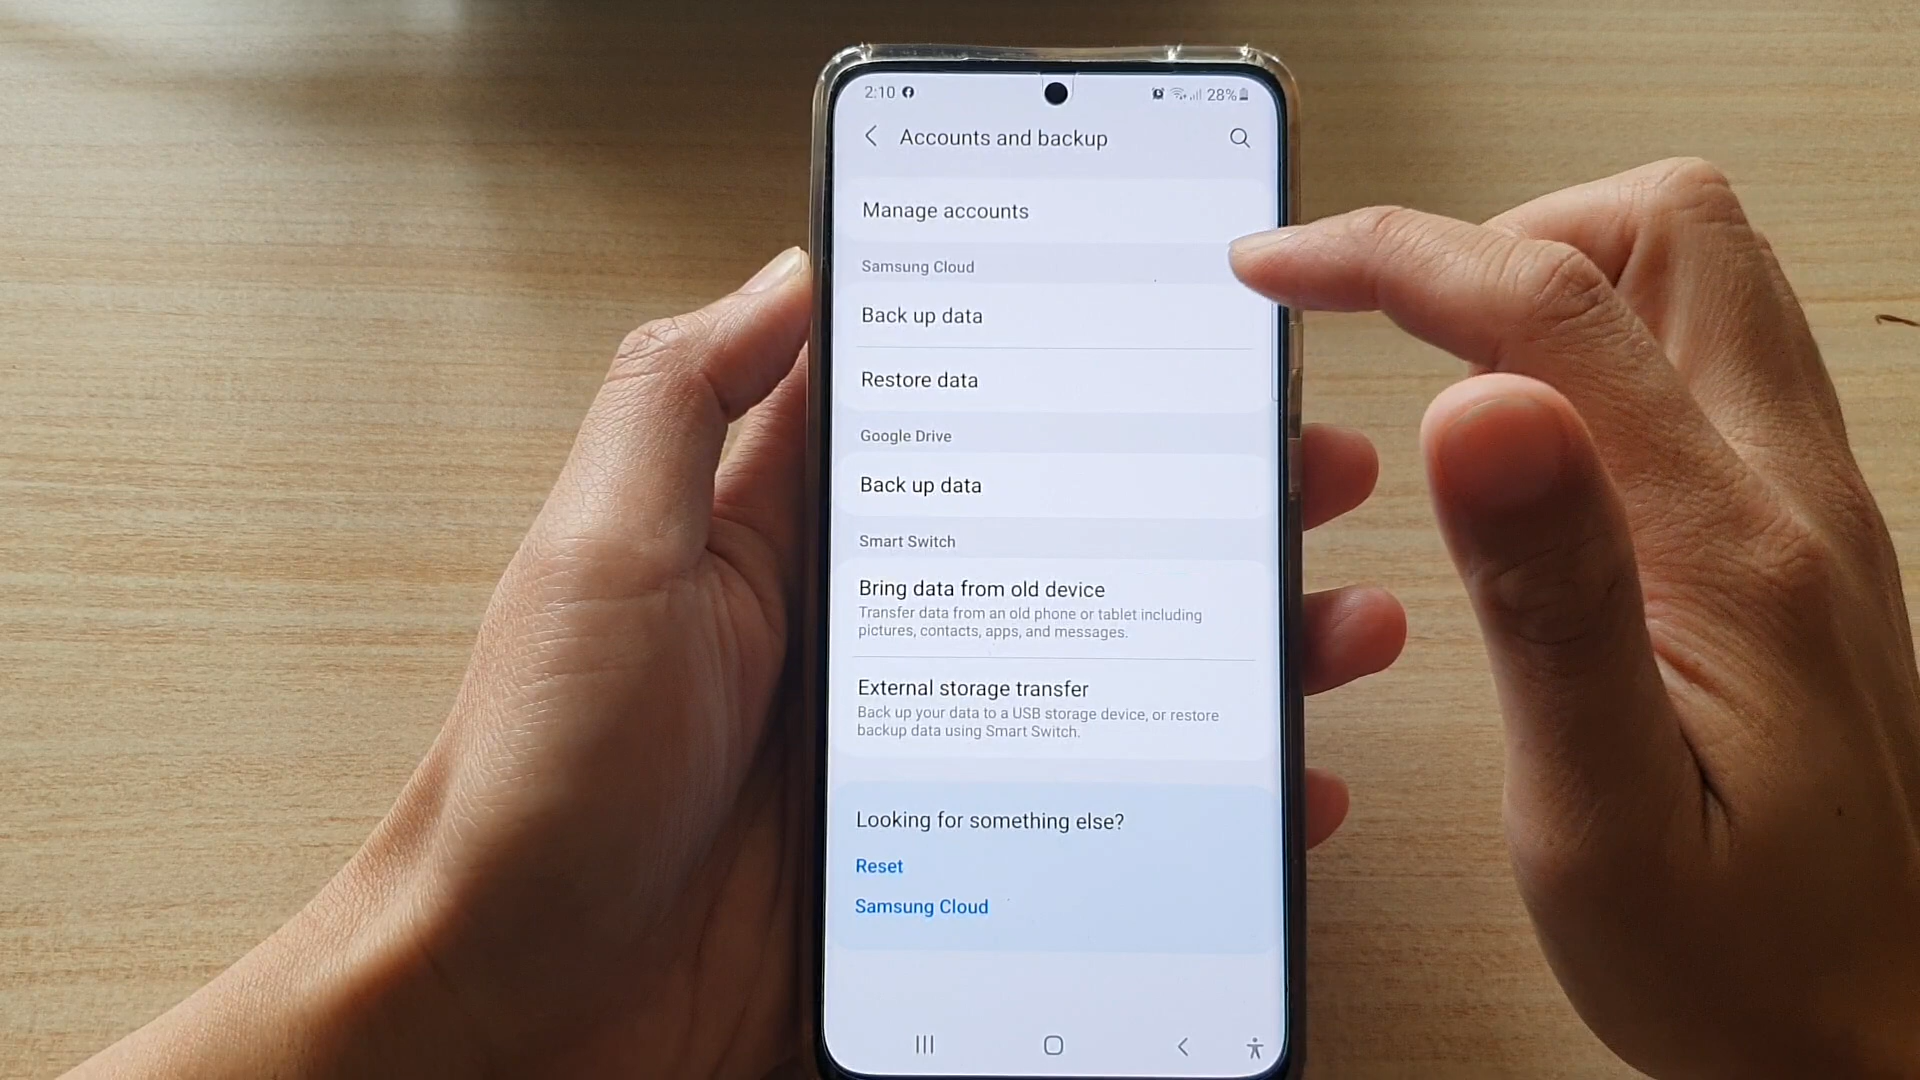 2:10
28%
Accounts and backup
Manage accounts
Samsung Cloud
Back up data
Restore data
Google Drive
Back up data
Smart Switch
Bring data from old device
Transfer data from an old phone or tablet including
pictures, contacts, apps, and messages.
External storage transfer
Back up your data to a USB storage device, or restore
backup data using Smart Switch.
Looking for something else?
Reset
Samsung Cloud